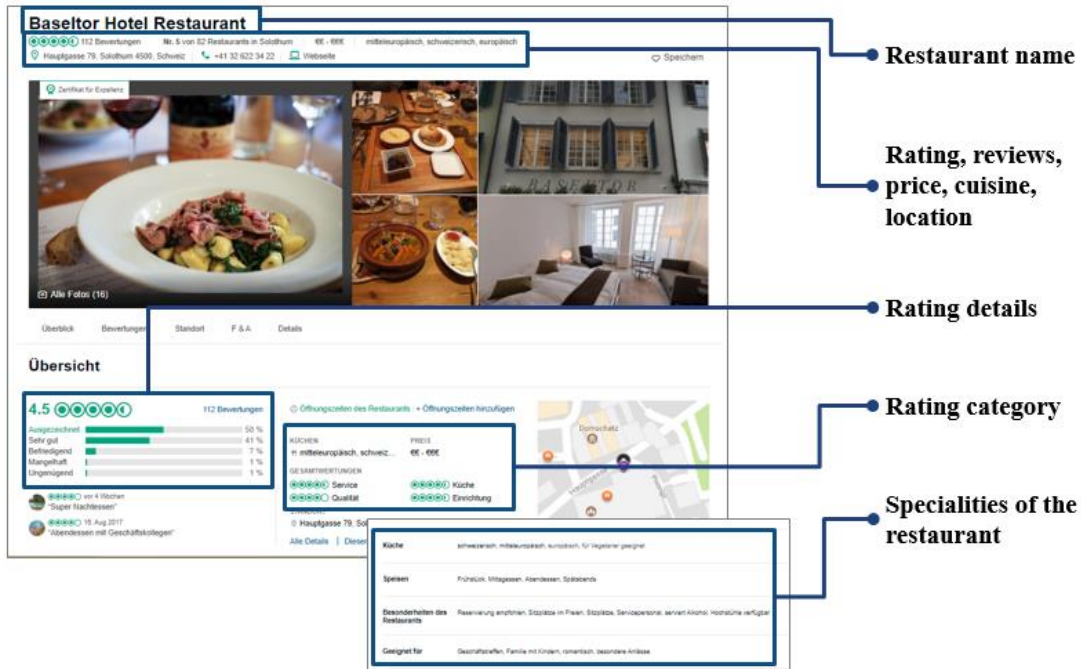 Baseltor Hotel Restaurant
112 Bewertungen Nr. 5 von 82 Restaurants in Solothurn €€ - €€€ mitteleuropäisch, schweizerisch, europäisch
Hauptgasse 79, Solothurn 4500, Schweiz +41 32 622 34 22 Webseite
Speichern
Restaurant name
Zertifikat für Exzellenz
BASELTOR
Rating, reviews,
price, cuisine,
location
Alle Fotos (16)
Rating details
Überblick Bewertungen Standort F & A Details
Übersicht
4.5 112 Bewertungen
Ausgezeichnet 50 %
Sehr gut 41 %
Befriedigend 7 %
Mangelhaft 1 %
Ungenügend 1 %
vor 4 Wochen
"Super Nachtessen"
16. Aug 2017
"Abendessen mit Geschäftskollegen"
Öffnungszeiten des Restaurants + Öffnungszeiten hinzufügen
KÜCHEN PREIS
mitteleuropäisch, schweiz... €€ - €€€
GESAMTWERTUNGEN
Service Küche
Qualität Einrichtung
STANDORT
Hauptgasse 79, Sol
Alle Details | Diesen
Domschatz
Hauptgasse
Rating category
Specialities of the
restaurant
Küche schweizerisch, mitteleuropäisch, europäisch, für Vegetarier geeignet
Speisen Frühstück, Mittagessen, Abendessen, Spätabends
Besonderheiten des Restaurants Reservierung empfohlen, Sitzplätze im Freien, Sitzplätze, Servicepersonal, serviert Alkohol, Hochstühle verfügbar
Geeignet für Geschäftstreffen, Familie mit Kindern, romantisch, besondere Anlässe